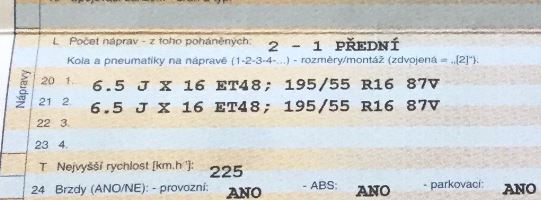 L Počet náprav - z toho poháněných: 2 - 1 PŘEDNÍ
Kola a pneumatiky na nápravě (1-2-3-4-...) - rozměry/montáž (zdvojená = „[2]").
Nápravy
20 1. 6.5 J X 16 ET48; 195/55 R16 87V
21 2. 6.5 J X 16 ET48; 195/55 R16 87V
22 3.
23 4.
T Nejvyšší rychlost [km.h⁻¹]: 225
24 Brzdy (ANO/NE): - provozní: ANO - ABS: ANO - parkovací: ANO